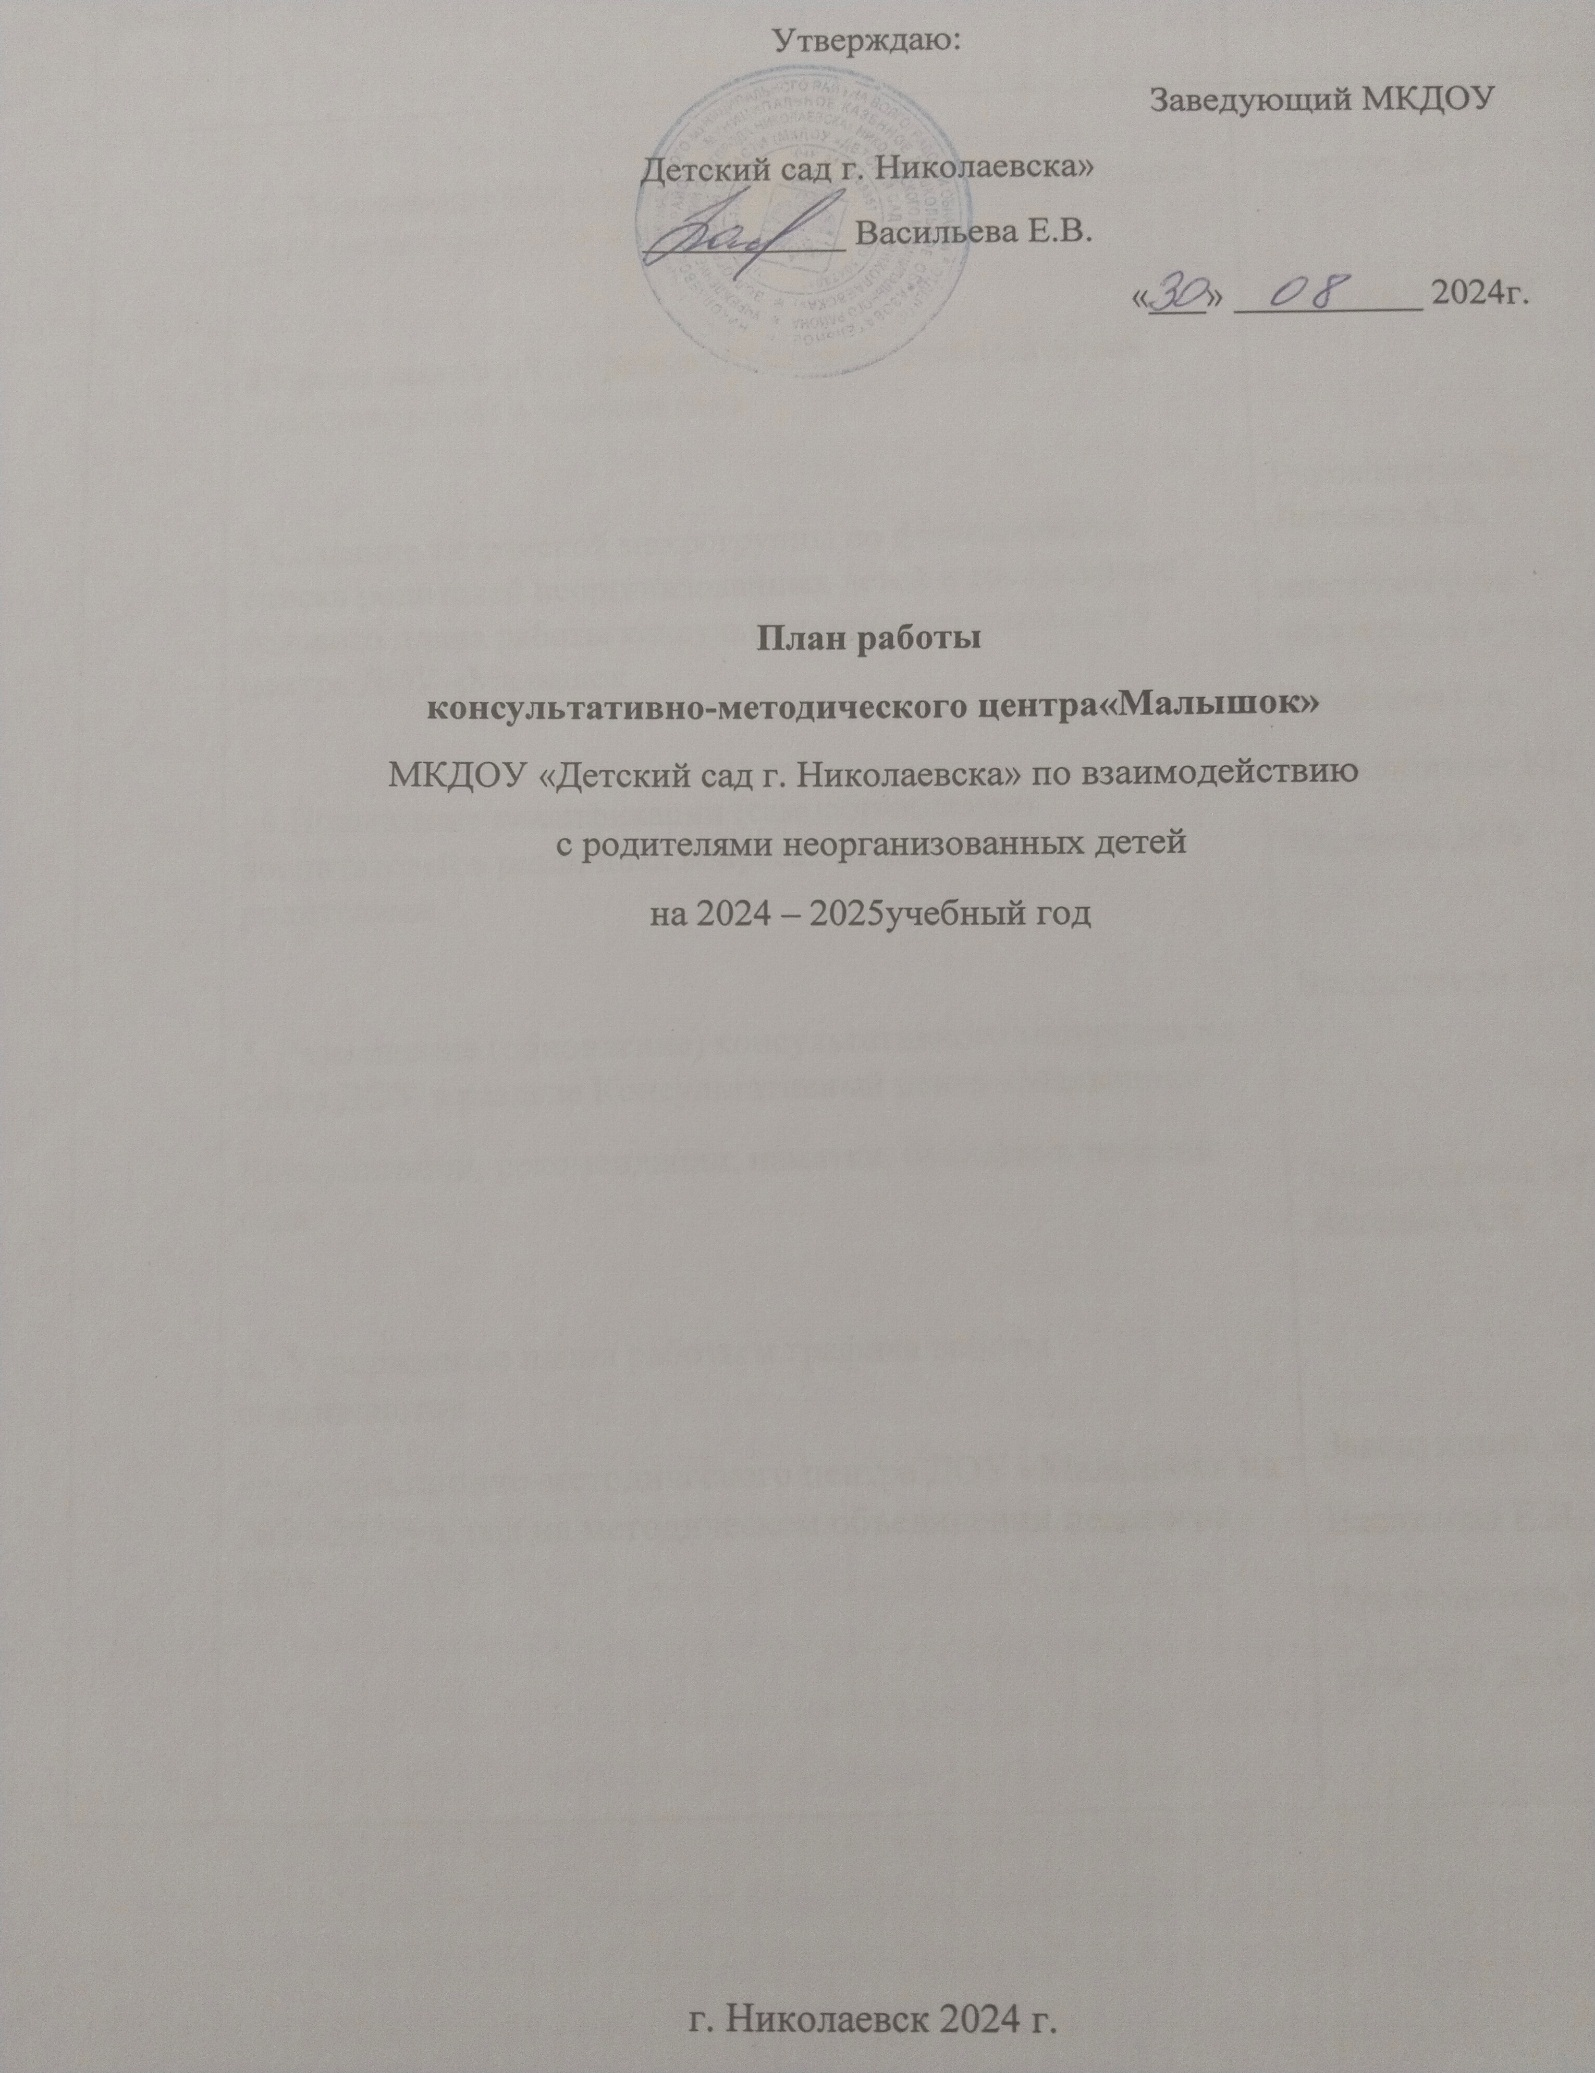 Утверждаю:
Заведующий МКДОУ
Детский сад г. Николаевска»
____________ Васильева Е.В.
«30» 08 2024г.
План работы
консультативно-методического центра«Малышок»
МКДОУ «Детский сад г. Николаевска» по взаимодействию
с родителями неорганизованных детей
на 2024 – 2025учебный год
г. Николаевск 2024 г.